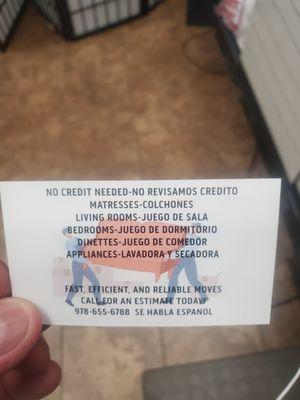 NO CREDIT NEEDED-NO REVISAMOS CREDITO
MATRESSES-COLCHONES
LIVING ROOMS-JUEGO DE SALA
BEDROOMS-JUEGO DE DORMITORIO
DINETTES-JUEGO DE COMEDOR
APPLIANCES-LAVADORA Y SECADORA
FAST, EFFICIENT, AND RELIABLE MOVES
CALL FOR AN ESTIMATE TODAY!
978-655-6788 SE HABLA ESPANOL